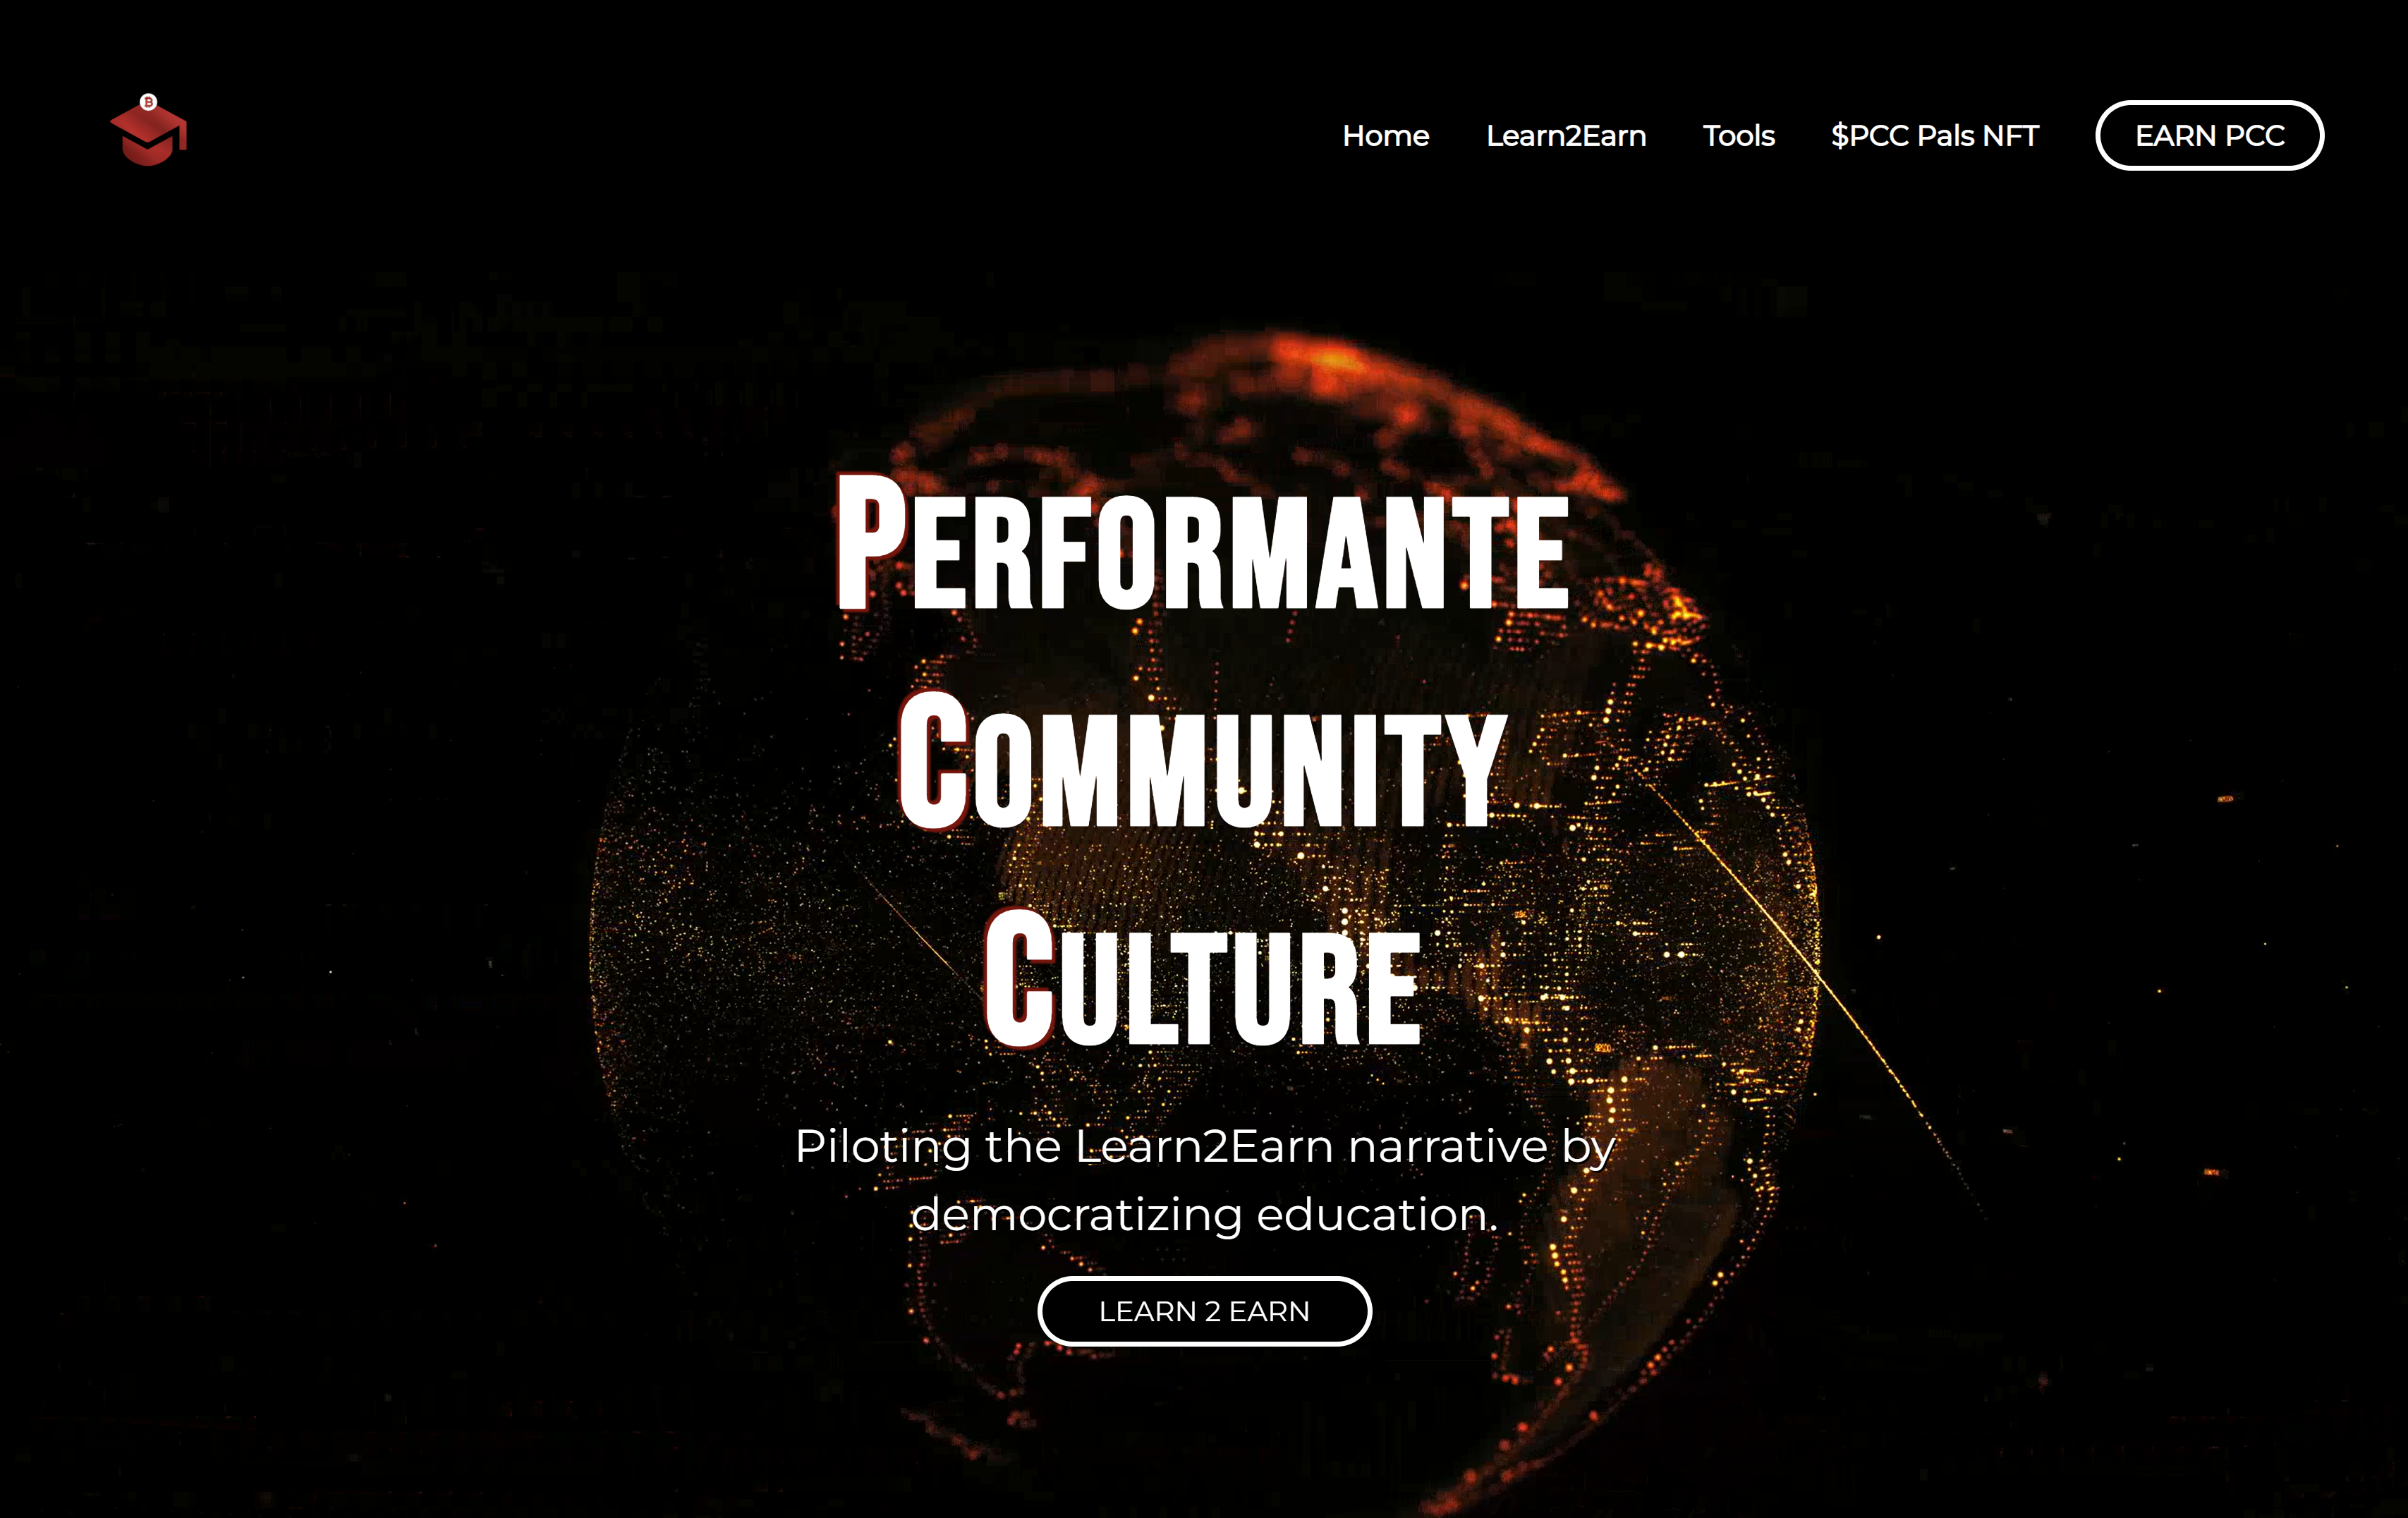 Home
Learn2Earn
Tools
$PCC Pals NFT
EARN PCC
PERFORMANTE
COMMUNITY
CULTURE
Piloting the Learn2Earn narrative by
democratizing education.
LEARN 2 EARN